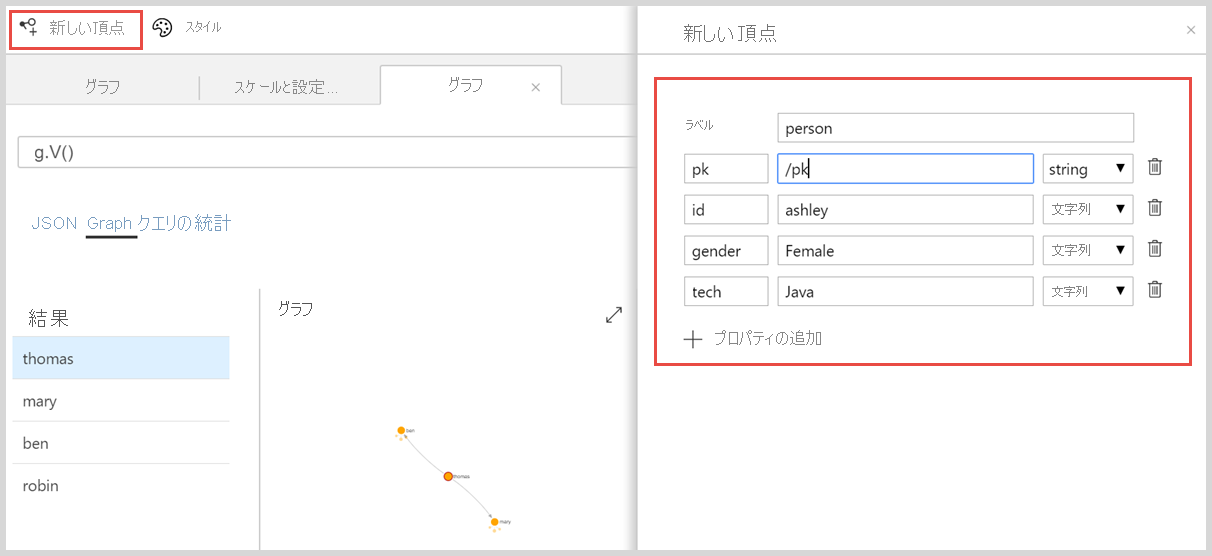 新しい頂点 スタイル
グラフ スケールと設定... グラフ ×
g.V()
JSON Graph クエリの統計
結果
thomas
mary
ben
robin
グラフ
ben
thomas
mary
新しい頂点 ×
ラベル person
pk /pk string
id ashley 文字列
gender Female 文字列
tech Java 文字列
プロパティの追加